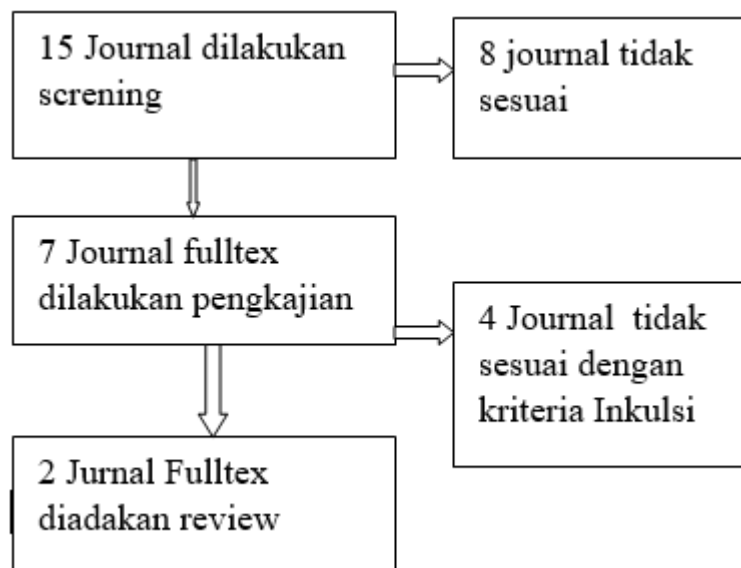 15 Journal dilakukan
screning
8 journal tidak
sesuai
7 Journal fulltex
dilakukan pengkajian
4 Journal tidak
sesuai dengan
kriteria Inkulsi
2 Jurnal Fulltex
diadakan review